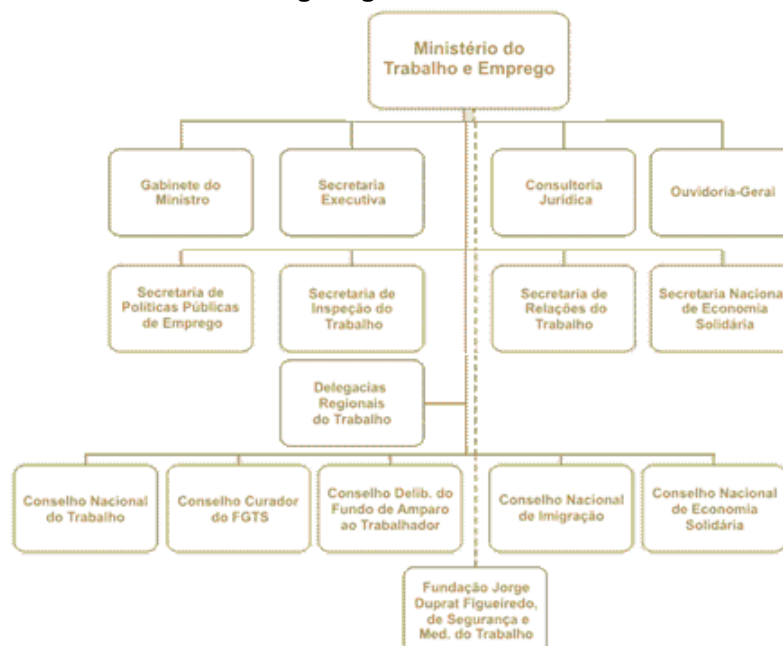 Ministério do
Trabalho e Emprego
Gabinete do
Ministro
Secretaria
Executiva
Consultoria
Jurídica
Ouvidoria-Geral
Secretaria de
Políticas Públicas
de Emprego
Secretaria de
Inspeção do
Trabalho
Secretaria de
Relações do
Trabalho
Secretaria Nacional
de Economia
Solidária
Delegacias
Regionais
do Trabalho
Conselho Nacional
do Trabalho
Conselho Curador
do FGTS
Conselho Delib. do
Fundo de Amparo
ao Trabalhador
Conselho Nacional
de Imigração
Conselho Nacional
de Economia
Solidária
Fundação Jorge
Duprat Figueiredo,
de Segurança e
Med. do Trabalho